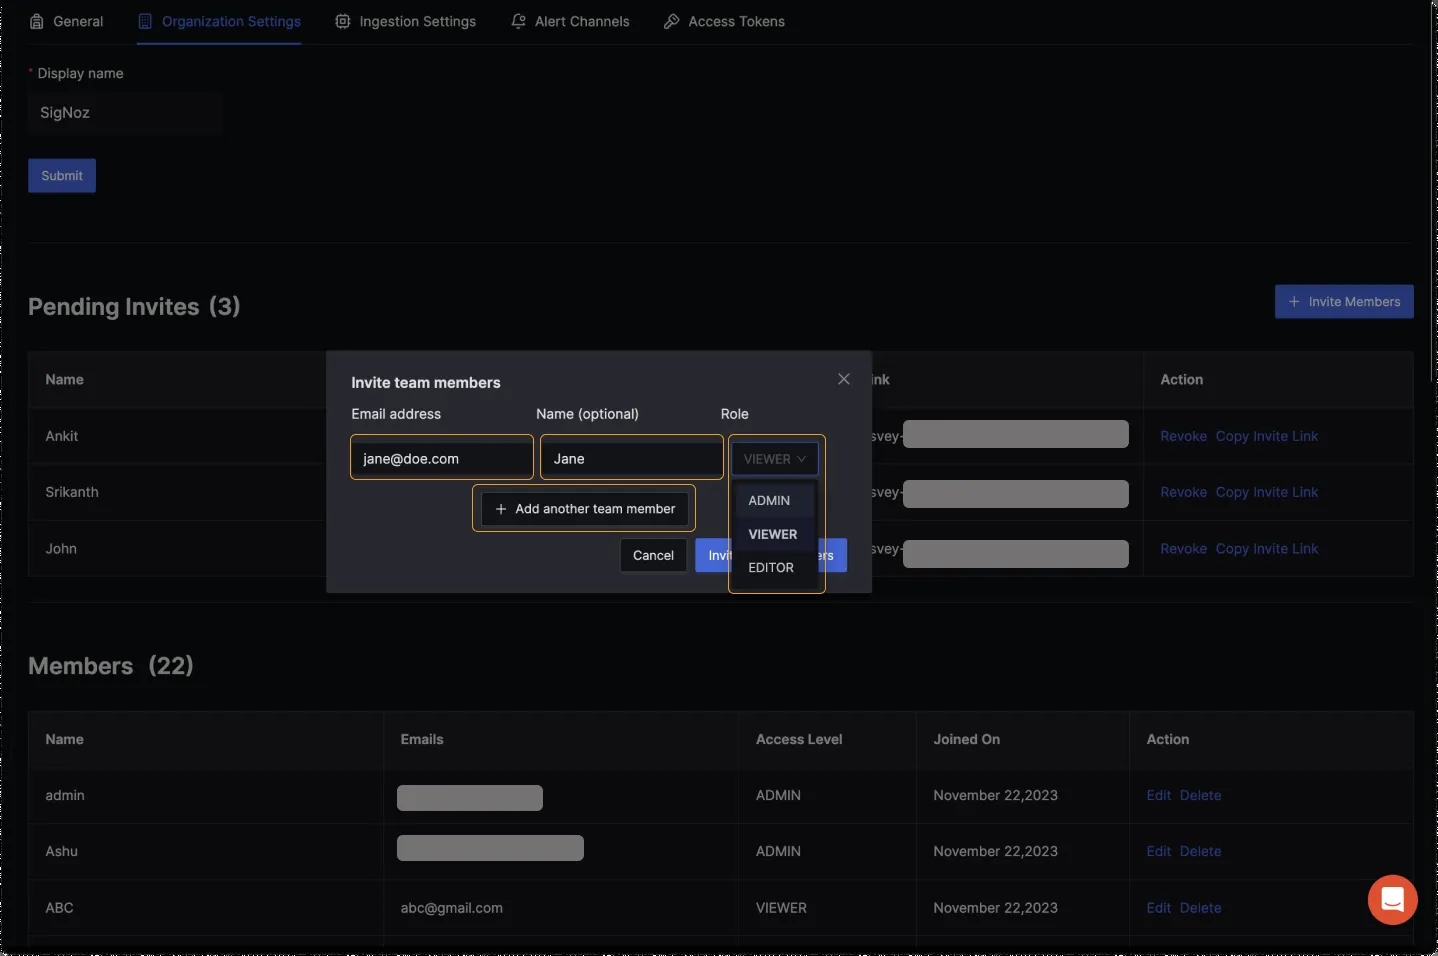 General Organization Settings Ingestion Settings Alert Channels Access Tokens
* Display name
SigNoz
Submit
Pending Invites (3)
+ Invite Members
Name
ink
Action
Invite team members
Email address Name (optional) Role
jane@doe.com Jane VIEWER
+ Add another team member
ADMIN
VIEWER
EDITOR
Cancel
Ankit svey- Revoke Copy Invite Link
Srikanth svey- Revoke Copy Invite Link
John svey- Revoke Copy Invite Link
Members (22)
Name Emails Access Level Joined On Action
admin ADMIN November 22,2023 Edit Delete
Ashu ADMIN November 22,2023 Edit Delete
ABC abc@gmail.com VIEWER November 22,2023 Edit Delete